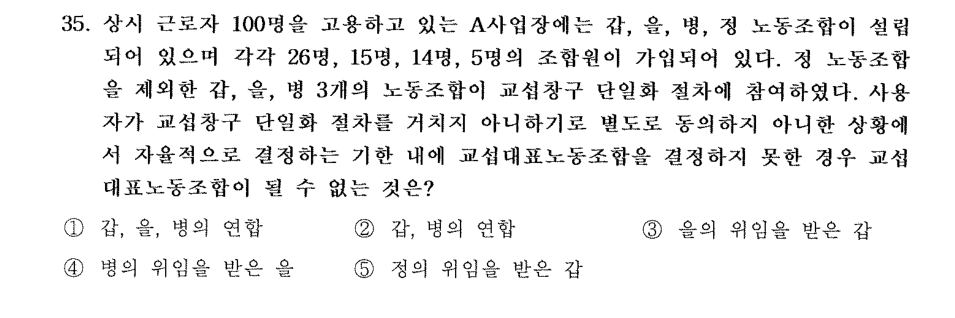 35. 상시 근로자 100명을 고용하고 있는 A사업장에는 갑, 을, 병, 정 노동조합이 설립
되어 있으며 각각 26명, 15명, 14명, 5명의 조합원이 가입되어 있다. 정 노동조합
을 제외한 갑, 을, 병 3개의 노동조합이 교섭창구 단일화 절차에 참여하였다. 사용
자가 교섭창구 단일화 절차를 거치지 아니하기로 별도로 동의하지 아니한 상황에
서 자율적으로 결정하는 기한 내에 교섭대표노동조합을 결정하지 못한 경우 교섭
대표노동조합이 될 수 없는 것은?
① 갑, 을, 병의 연합 ② 갑, 병의 연합 ③ 을의 위임을 받은 갑
④ 병의 위임을 받은 을 ⑤ 정의 위임을 받은 갑